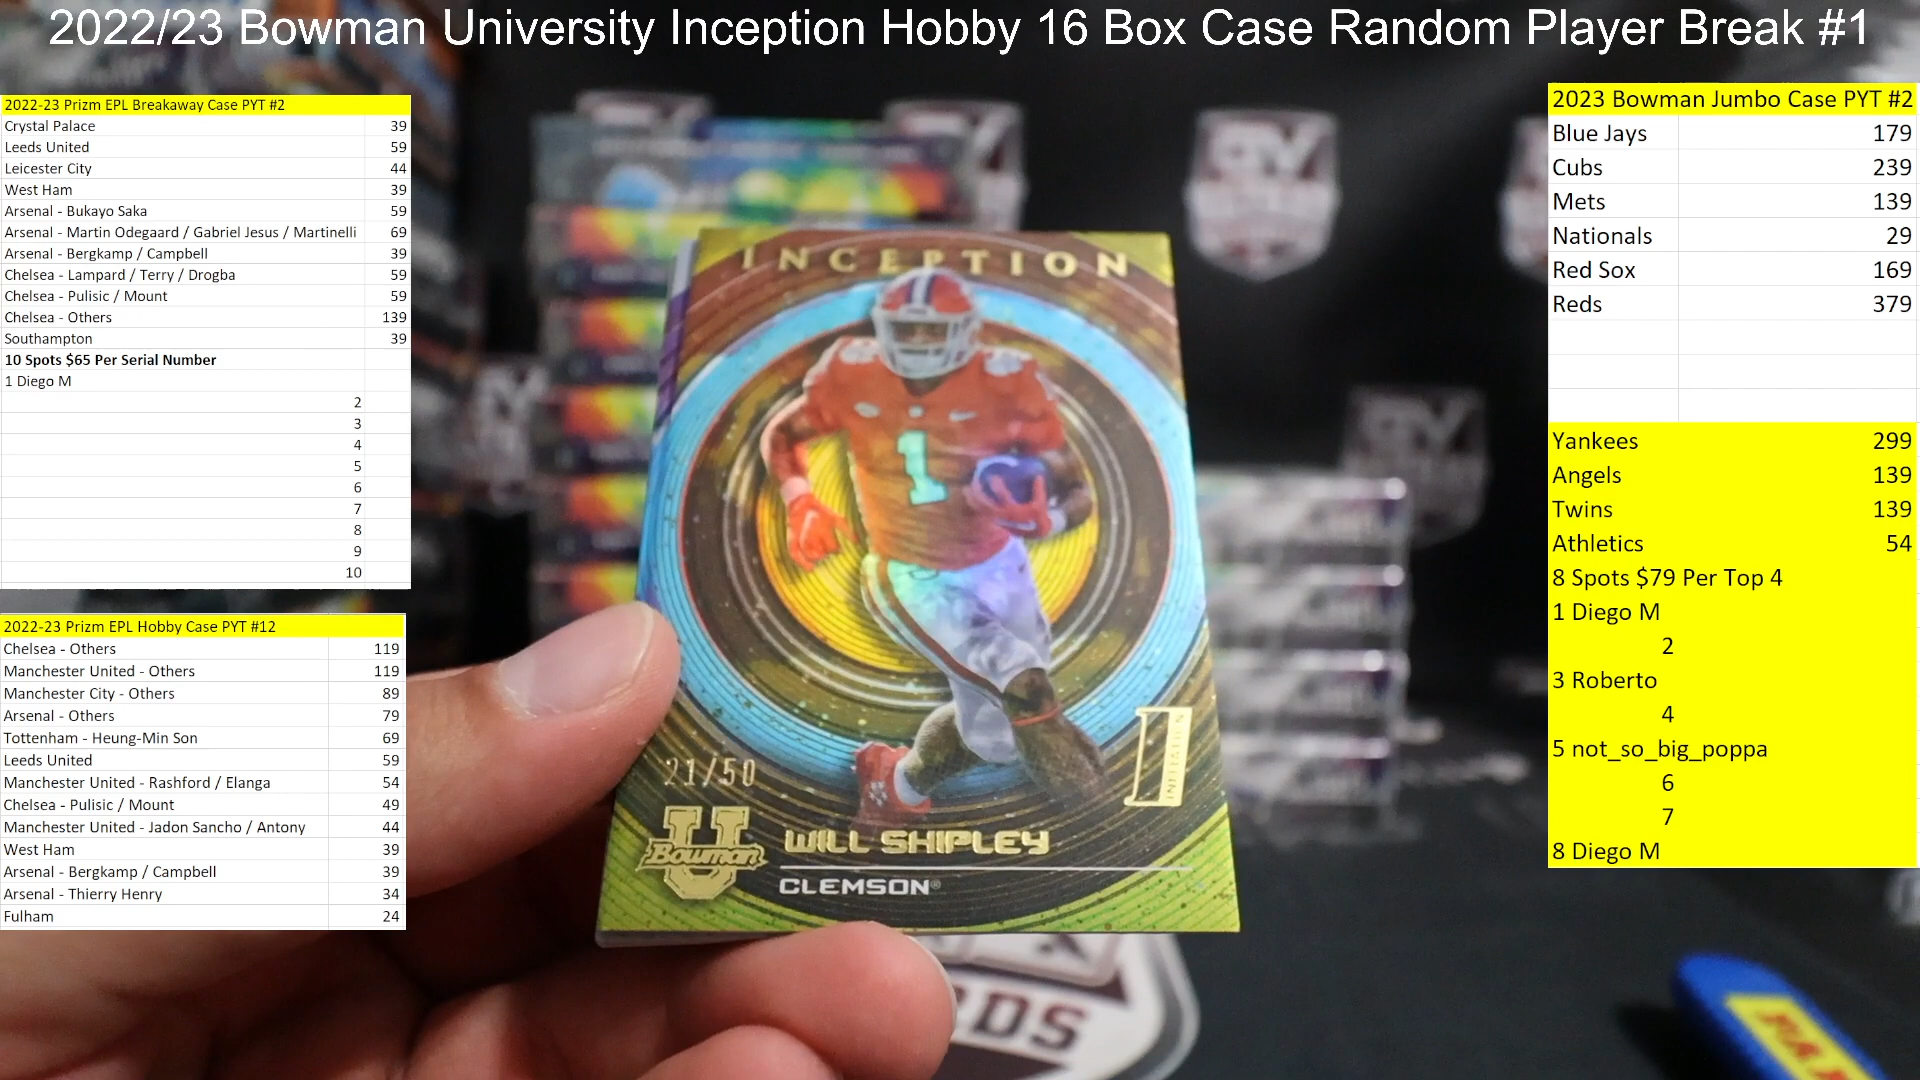 2022/23 Bowman University Inception Hobby 16 Box Case Random Player Break #1
2022-23 Prizm EPL Breakaway Case PYT #2
Crystal Palace 39
Leeds United 59
Leicester City 44
West Ham 39
Arsenal - Bukayo Saka 59
Arsenal - Martin Odegaard / Gabriel Jesus / Martinelli 69
Arsenal - Bergkamp / Campbell 39
Chelsea - Lampard / Terry / Drogba 59
Chelsea - Pulisic / Mount 59
Chelsea - Others 139
Southampton 39
10 Spots $65 Per Serial Number
1 Diego M
2
3
4
5
6
7
8
9
10
2022-23 Prizm EPL Hobby Case PYT #12
Chelsea - Others 119
Manchester United - Others 119
Manchester City - Others 89
Arsenal - Others 79
Tottenham - Heung-Min Son 69
Leeds United 59
Manchester United - Rashford / Elanga 54
Chelsea - Pulisic / Mount 49
Manchester United - Jadon Sancho / Antony 44
West Ham 39
Arsenal - Bergkamp / Campbell 39
Arsenal - Thierry Henry 34
Fulham 24
INCEPTION
1
21/50
INITIATION
U
Bowman
WILL SHIPLEY
CLEMSON®
2023 Bowman Jumbo Case PYT #2
Blue Jays 179
Cubs 239
Mets 139
Nationals 29
Red Sox 169
Reds 379
Yankees 299
Angels 139
Twins 139
Athletics 54
8 Spots $79 Per Top 4
1 Diego M
2
3 Roberto
4
5 not_so_big_poppa
6
7
8 Diego M